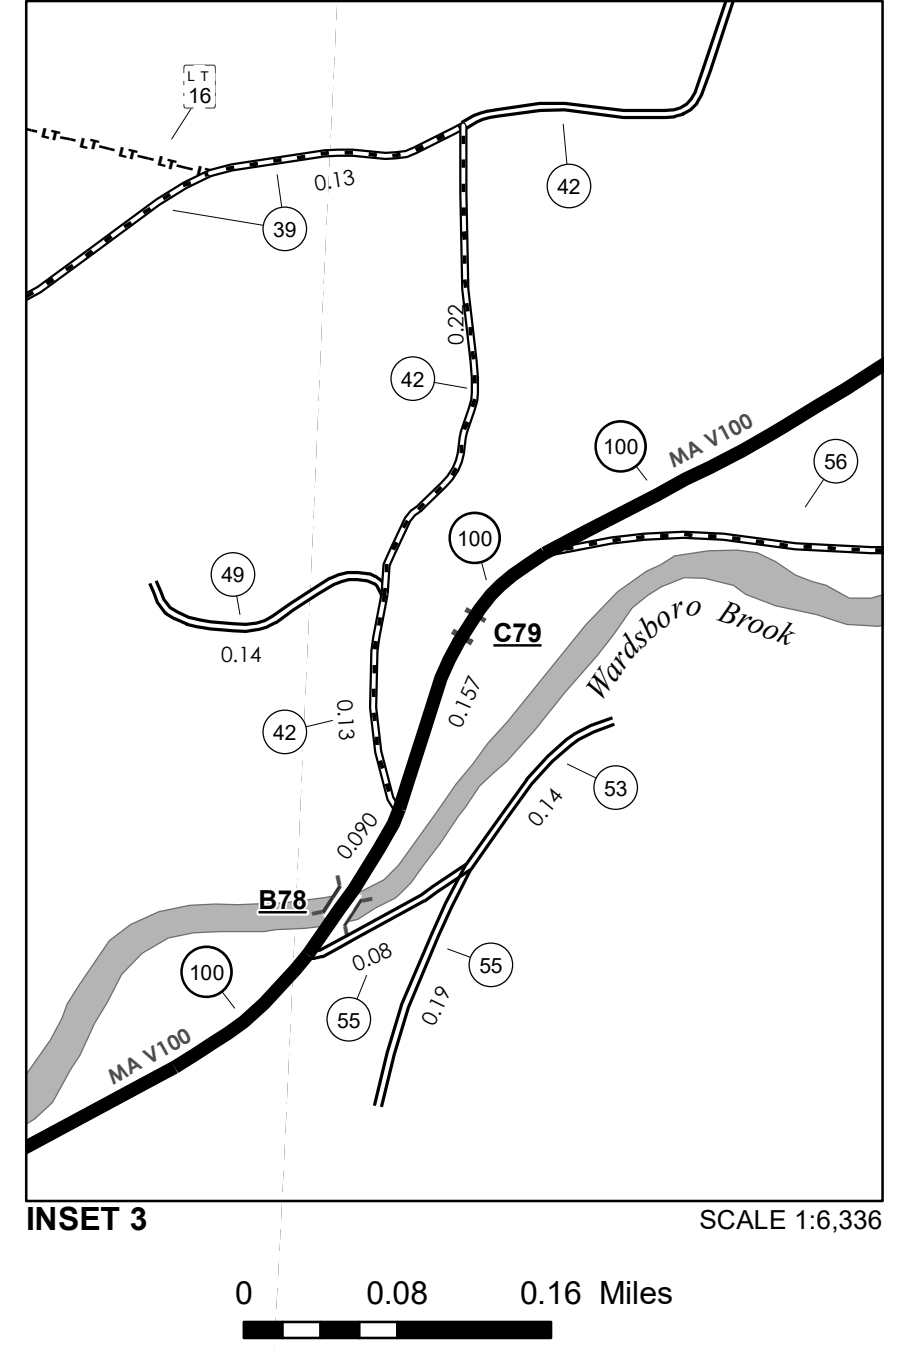 L T
16
LT LT LT LT LT
0.13
42
39
0.22
42
100
MA V100
56
100
49
C79
Wardsboro Brook
0.14
0.157
42
0.13
53
0.14
0.090
B78
0.08
55
100
55
0.19
MA V100
INSET 3
SCALE 1:6,336
0 0.08 0.16 Miles